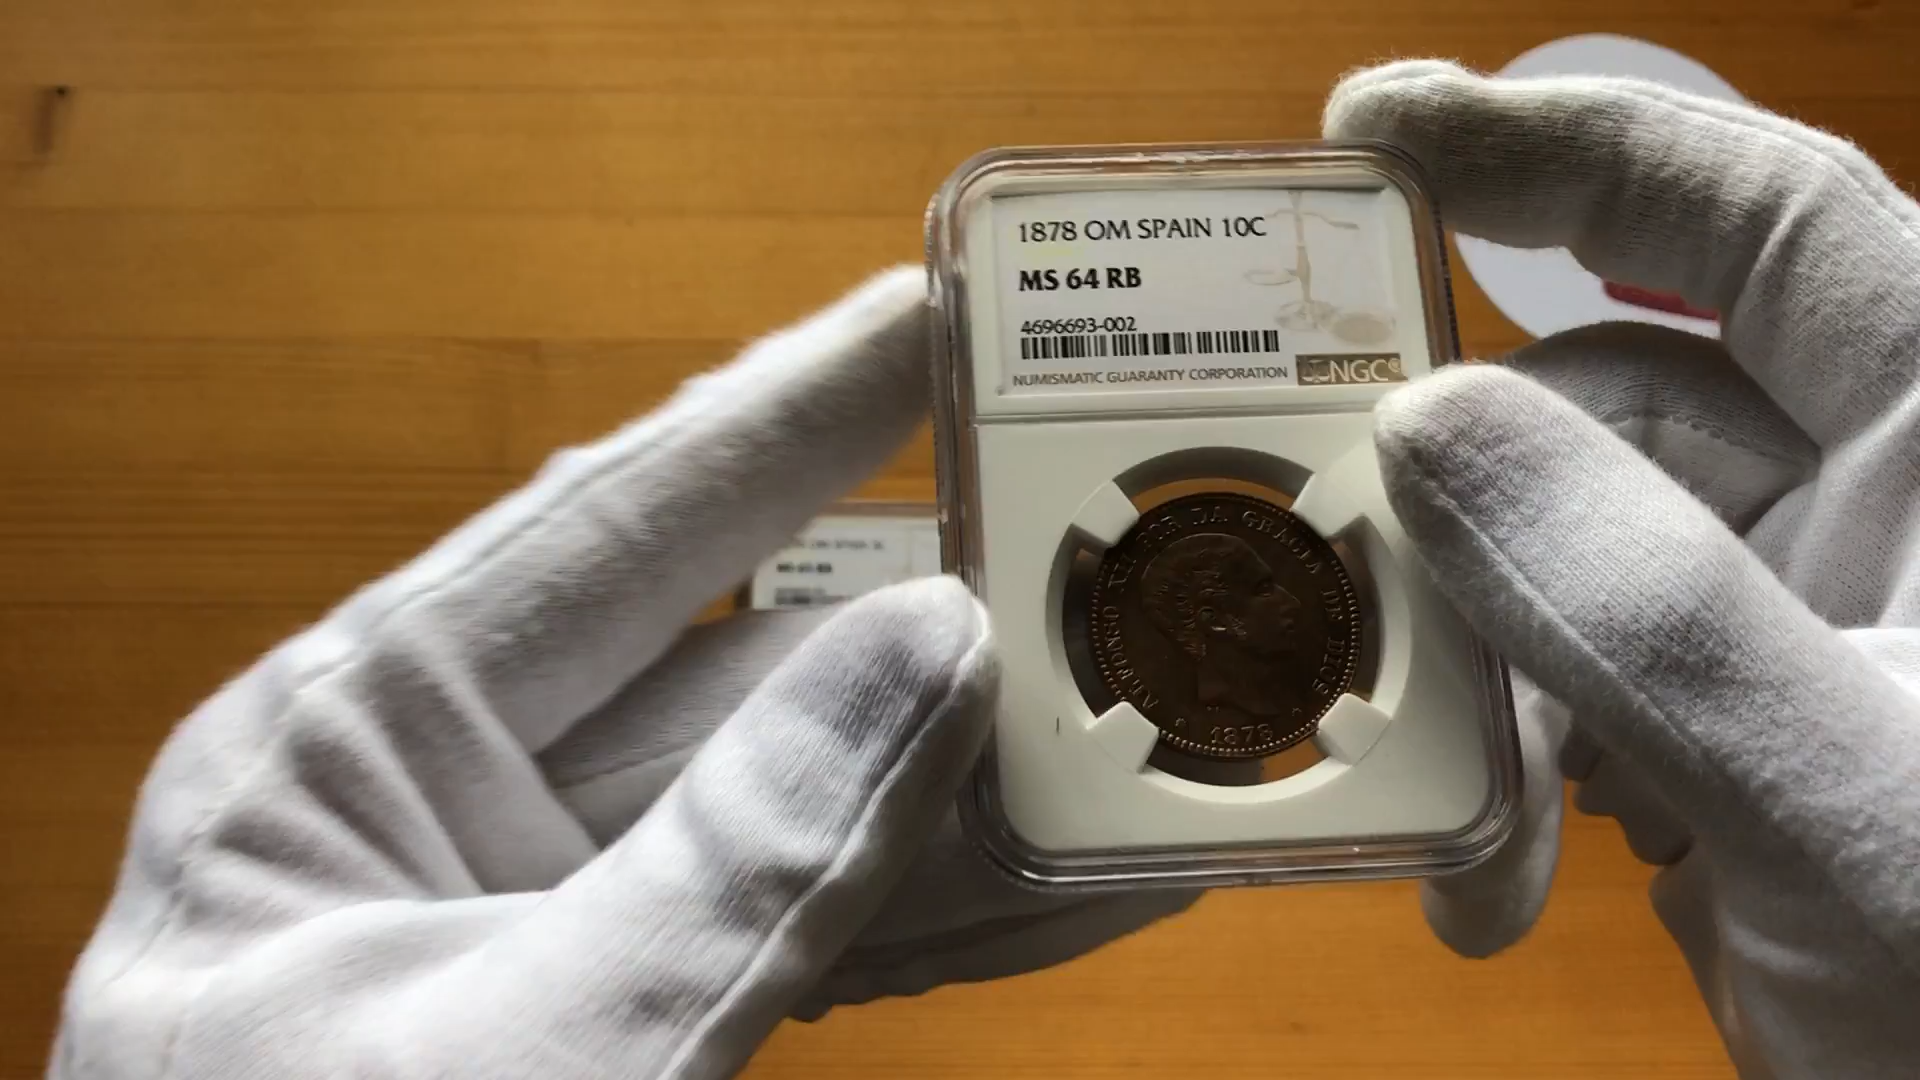 1878 OM SPAIN 10C
MS 64 RB
4696693-002
NUMISMATIC GUARANTY CORPORATION NGC®
ALFONSO XII POR LA GRACIA DE DIOS
1878